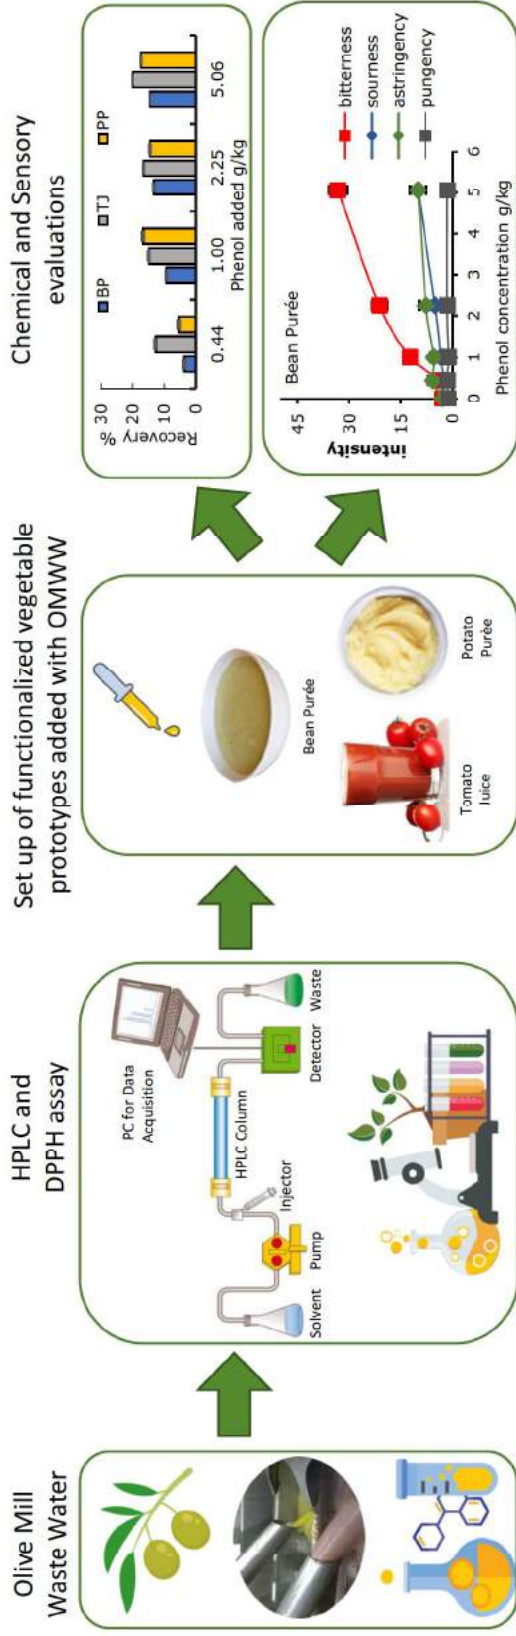 Olive Mill
Waste Water
HPLC and
DPPH assay
PC for Data
Acquisition
HPLC Column
Injector
Solvent
Pump
Detector
Waste
Set up of functionalized vegetable
prototypes added with OMWW
Bean Purée
Tomato
Juice
Potato
Purèe
Chemical and Sensory
evaluations
BP
TJ
PP
Recovery %
30
20
10
0
0.44
1.00
2.25
5.06
Phenol added g/kg
Bean Purée
intensity
45
30
15
0
0
1
2
3
4
5
6
Phenol concentration g/kg
bitterness
sourness
astringency
pungency